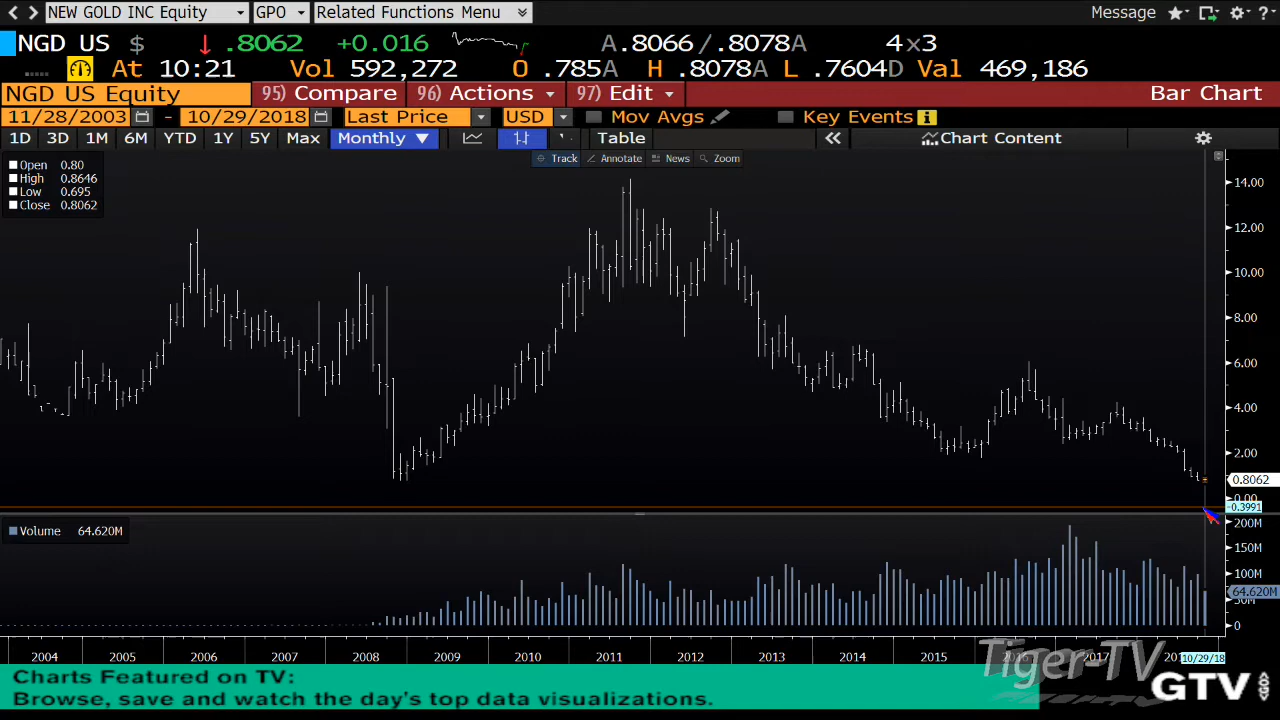 NEW GOLD INC Equity GPO Related Functions Menu Message ?
NGD US $ ↓ .8062 +0.016 A.8066 / .8078A 4×3
At 10:21 Vol 592,272 O .785A H .8078A L .7604D Val 469,186
NGD US Equity 95) Compare 96) Actions 97) Edit Bar Chart
11/28/2003 - 10/29/2018 Last Price USD Mov Avgs Key Events i
1D 3D 1M 6M YTD 1Y 5Y Max Monthly ▼ Table « Chart Content
Track Annotate News Zoom
Open 0.80
High 0.8646
Low 0.695
Close 0.8062
14.00
12.00
10.00
8.00
6.00
4.00
2.00
0.8062
0.00
-0.3991
Volume 64.620M
200M
150M
100M
64.620M
50M
0
2004 2005 2006 2007 2008 2009 2010 2011 2012 2013 2014 2015 2016 2017 10/29/18
Tiger-TV
GTV
Charts Featured on TV:
Browse, save and watch the day's top data visualizations.